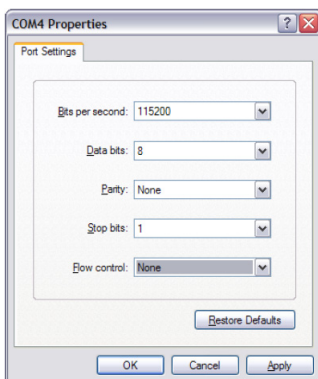 COM4 Properties
Port Settings
Bits per second: 115200
Data bits: 8
Parity: None
Stop bits: 1
Flow control: None
Restore Defaults
OK Cancel Apply